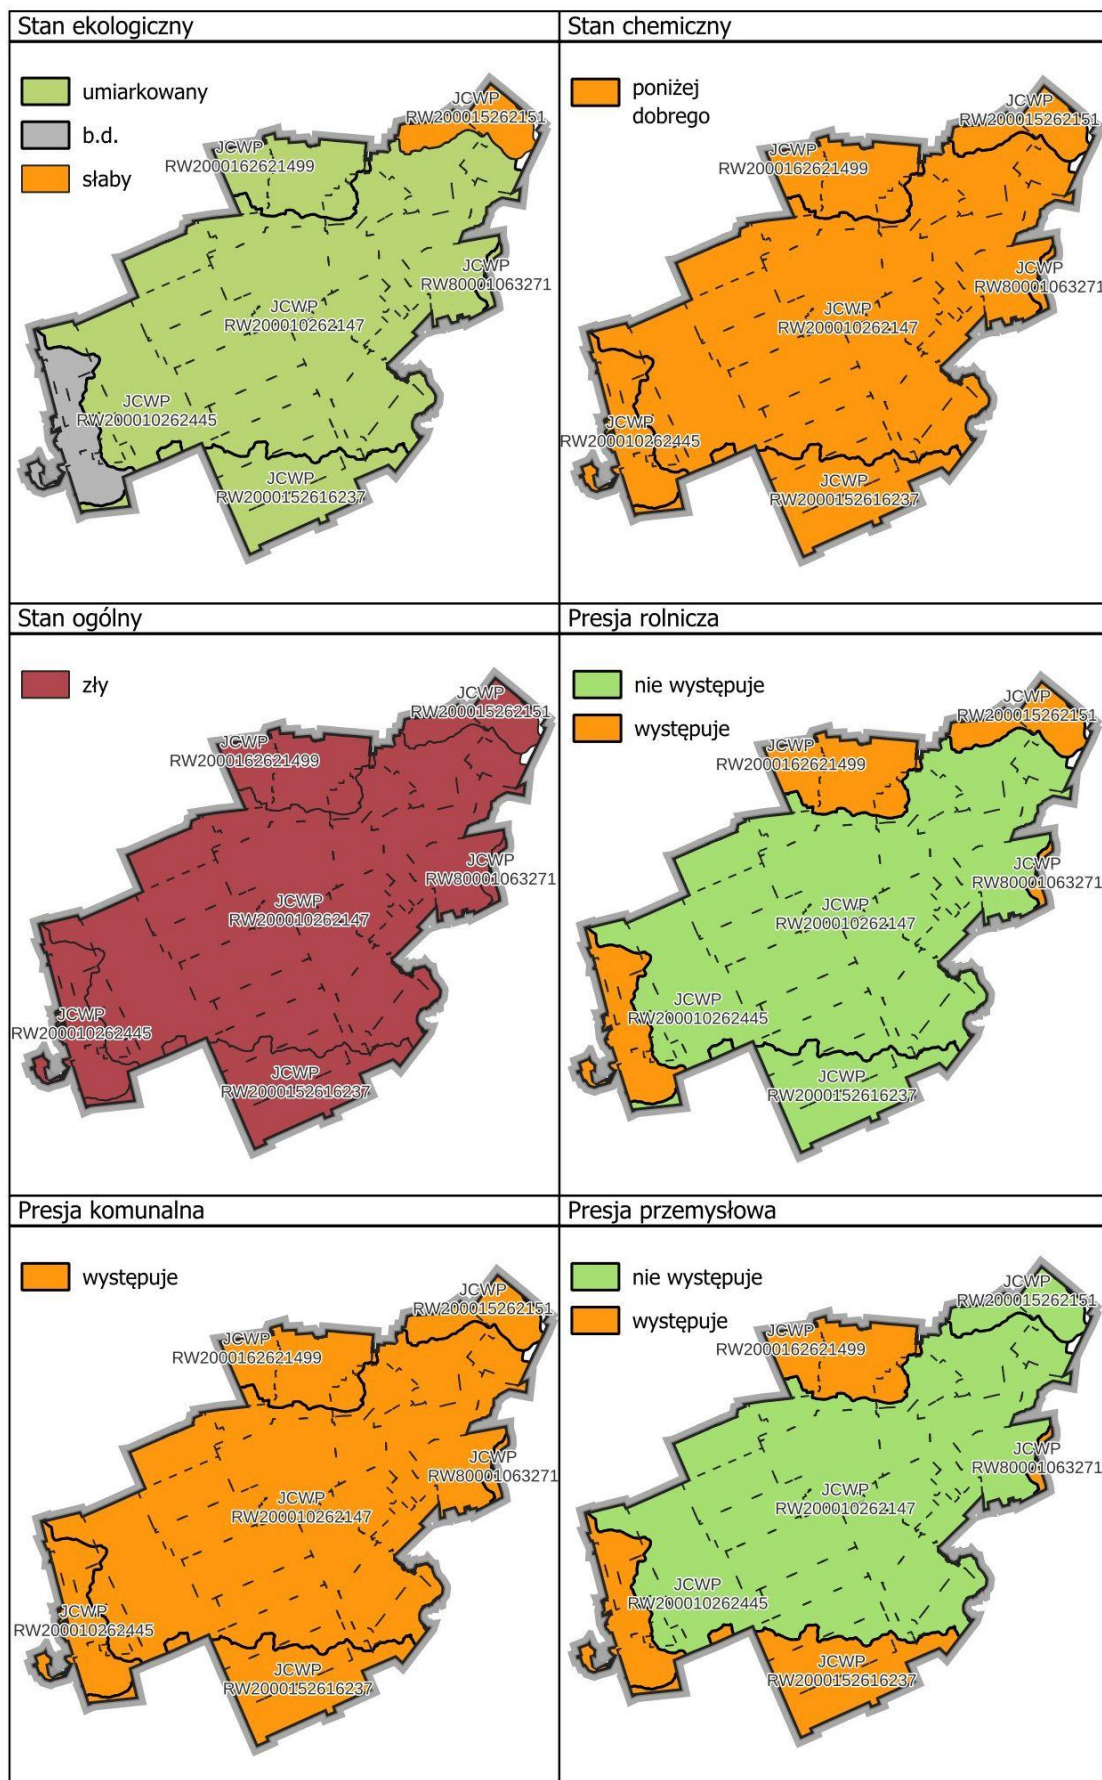 Stan ekologiczny
umiarkowany
b.d.
słaby
JCWP
RW200015262151
JCWP
RW2000162621499
JCWP
RW80001063271
JCWP
RW200010262147
JCWP
RW200010262445
JCWP
RW2000152616237
Stan chemiczny
poniżej
dobrego
JCWP
RW200015262151
JCWP
RW2000162621499
JCWP
RW80001063271
JCWP
RW200010262147
JCWP
RW200010262445
JCWP
RW2000152616237
Stan ogólny
zły
JCWP
RW200015262151
JCWP
RW2000162621499
JCWP
RW80001063271
JCWP
RW200010262147
JCWP
RW200010262445
JCWP
RW2000152616237
Presja rolnicza
nie występuje
występuje
JCWP
RW200015262151
JCWP
RW2000162621499
JCWP
RW80001063271
JCWP
RW200010262147
JCWP
RW200010262445
JCWP
RW2000152616237
Presja komunalna
występuje
JCWP
RW200015262151
JCWP
RW2000162621499
JCWP
RW80001063271
JCWP
RW200010262147
JCWP
RW200010262445
JCWP
RW2000152616237
Presja przemysłowa
nie występuje
występuje
JCWP
RW200015262151
JCWP
RW2000162621499
JCWP
RW80001063271
JCWP
RW200010262147
JCWP
RW200010262445
JCWP
RW2000152616237